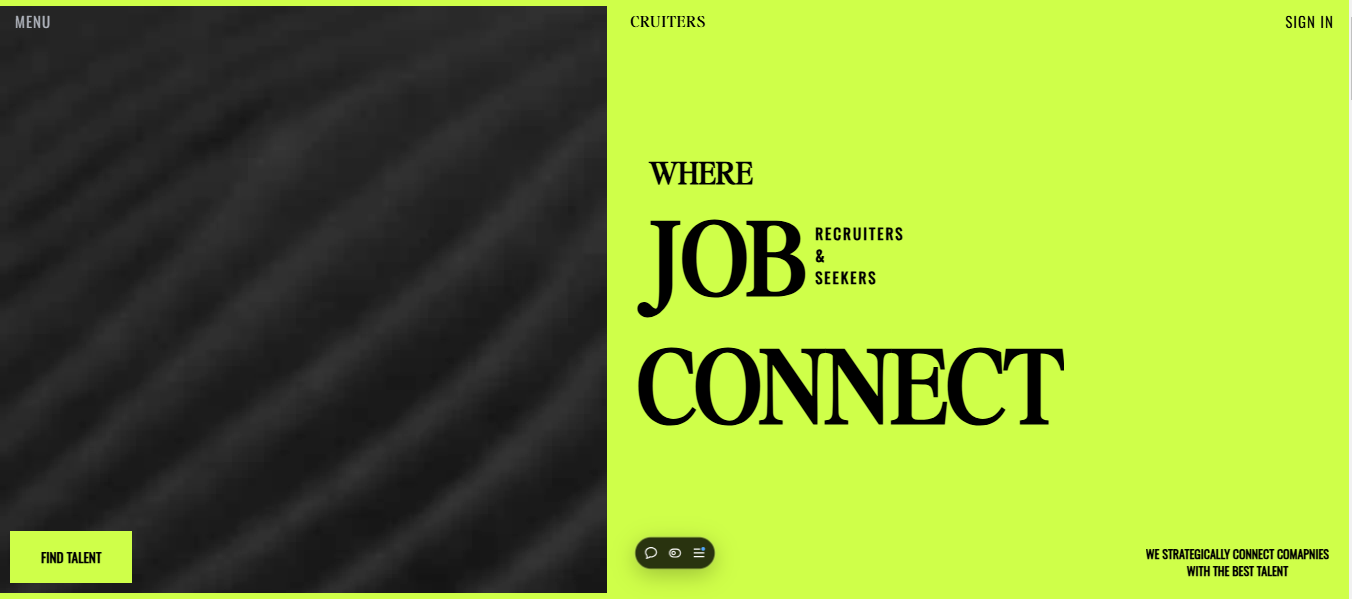 MENU
CRUITERS
SIGN IN
WHERE
JOB
RECRUITERS
&
SEEKERS
CONNECT
FIND TALENT
WE STRATEGICALLY CONNECT COMAPNIES
WITH THE BEST TALENT